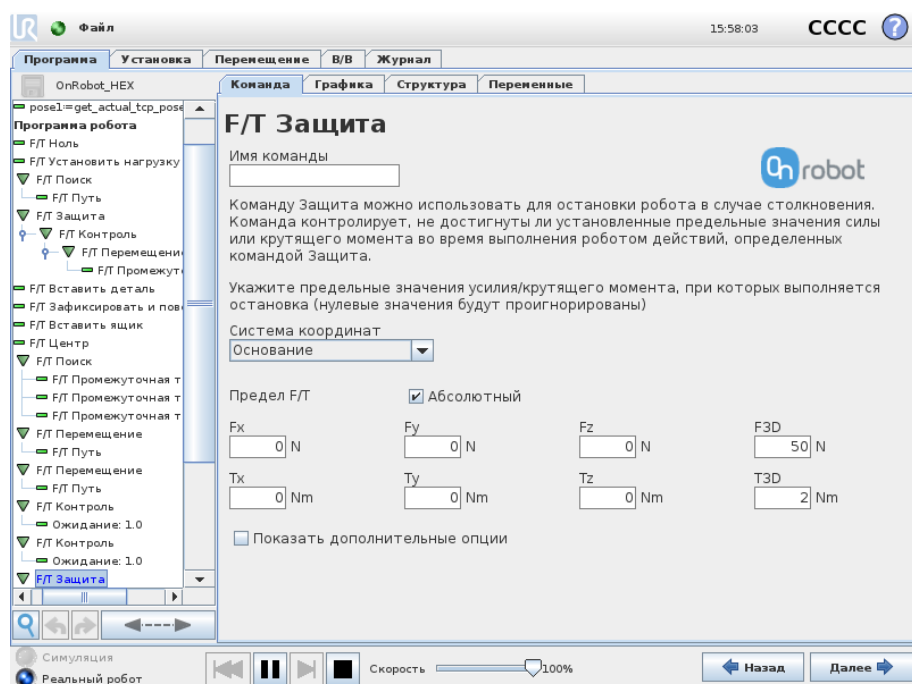 Файл
15:58:03
CCCC
?
Программа
Установка
Перемещение
В/В
Журнал
OnRobot_HEX
Команда
Графика
Структура
Переменные
pose1≔get_actual_tcp_pose
Программа робота
F/T Ноль
F/T Установить нагрузку
F/T Поиск
F/T Путь
F/T Защита
F/T Контроль
F/T Перемещени
F/T Промежут
F/T Вставить деталь
F/T Зафиксировать и пов
F/T Вставить ящик
F/T Центр
F/T Поиск
F/T Промежуточная т
F/T Промежуточная т
F/T Промежуточная т
F/T Перемещение
F/T Путь
F/T Перемещение
F/T Путь
F/T Контроль
Ожидание: 1.0
F/T Контроль
Ожидание: 1.0
F/T Защита
F/T Защита
Имя команды
On robot
Команду Защита можно использовать для остановки робота в случае столкновения.
Команда контролирует, не достигнуты ли установленные предельные значения силы
или крутящего момента во время выполнения роботом действий, определенных
командой Защита.
Укажите предельные значения усилия/крутящего момента, при которых выполняется
остановка (нулевые значения будут проигнорированы)
Система координат
Основание
Предел F/T
Абсолютный
Fx
Fy
Fz
F3D
0 N
0 N
0 N
50 N
Tx
Ty
Tz
T3D
0 Nm
0 Nm
0 Nm
2 Nm
Показать дополнительные опции
Симуляция
Реальный робот
Скорость
100%
Назад
Далее